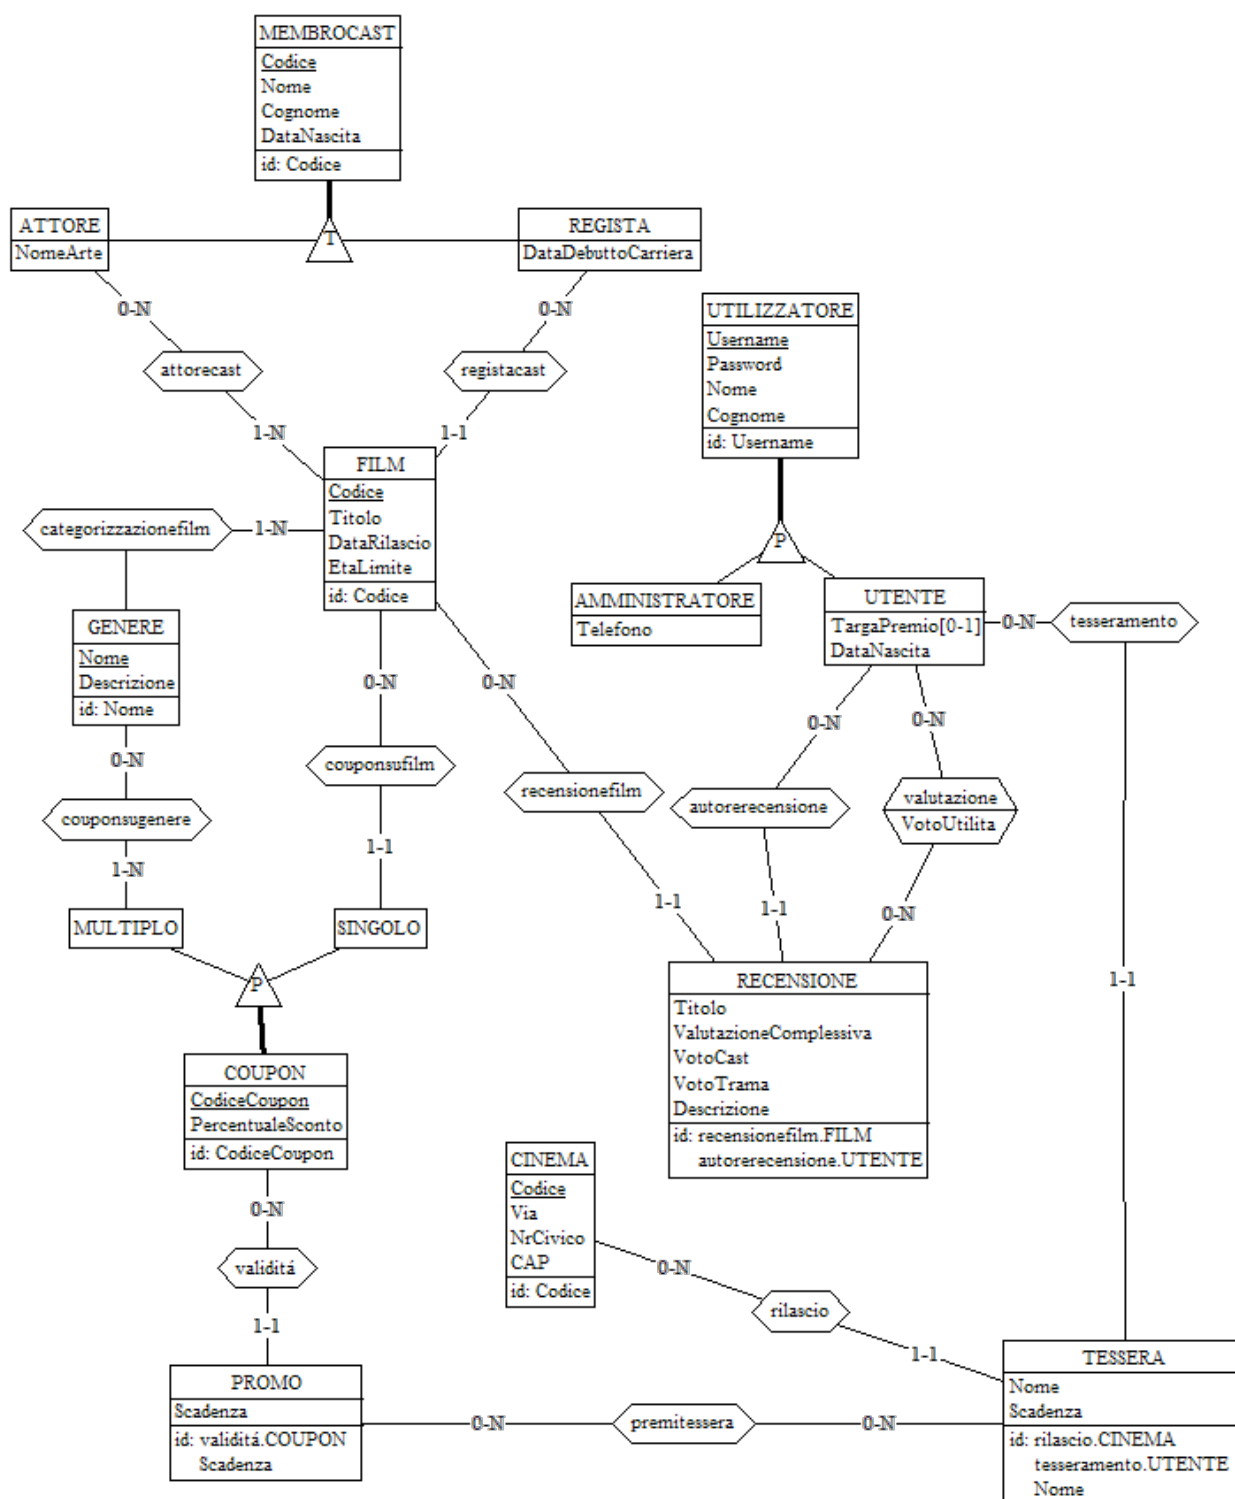 MEMBROCAST
Codice
Nome
Cognome
DataNascita
id: Codice
ATTORE
NomeArte
T
REGISTA
DataDebuttoCarriera
0-N
0-N
attorecast
registacast
1-N
1-1
UTILIZZATORE
Username
Password
Nome
Cognome
id: Username
P
FILM
Codice
Titolo
DataRilascio
EtaLimite
id: Codice
categorizzazionefilm
1-N
AMMINISTRATORE
Telefono
UTENTE
TargaPremio[0-1]
DataNascita
0-N
tesseramento
GENERE
Nome
Descrizione
id: Nome
0-N
0-N
0-N
0-N
0-N
couponsugenere
couponsufilm
recensionefilm
autorerecensione
valutazione
VotoUtilita
1-N
1-1
1-1
1-1
0-N
1-1
MULTIPLO
SINGOLO
P
RECENSIONE
Titolo
ValutazioneComplessiva
VotoCast
VotoTrama
Descrizione
id: recensionefilm.FILM
autorerecensione.UTENTE
COUPON
CodiceCoupon
PercentualeSconto
id: CodiceCoupon
0-N
validitá
1-1
CINEMA
Codice
Via
NrCivico
CAP
id: Codice
0-N
rilascio
1-1
PROMO
Scadenza
id: validitá.COUPON
Scadenza
0-N
premitessera
0-N
TESSERA
Nome
Scadenza
id: rilascio.CINEMA
tesseramento.UTENTE
Nome